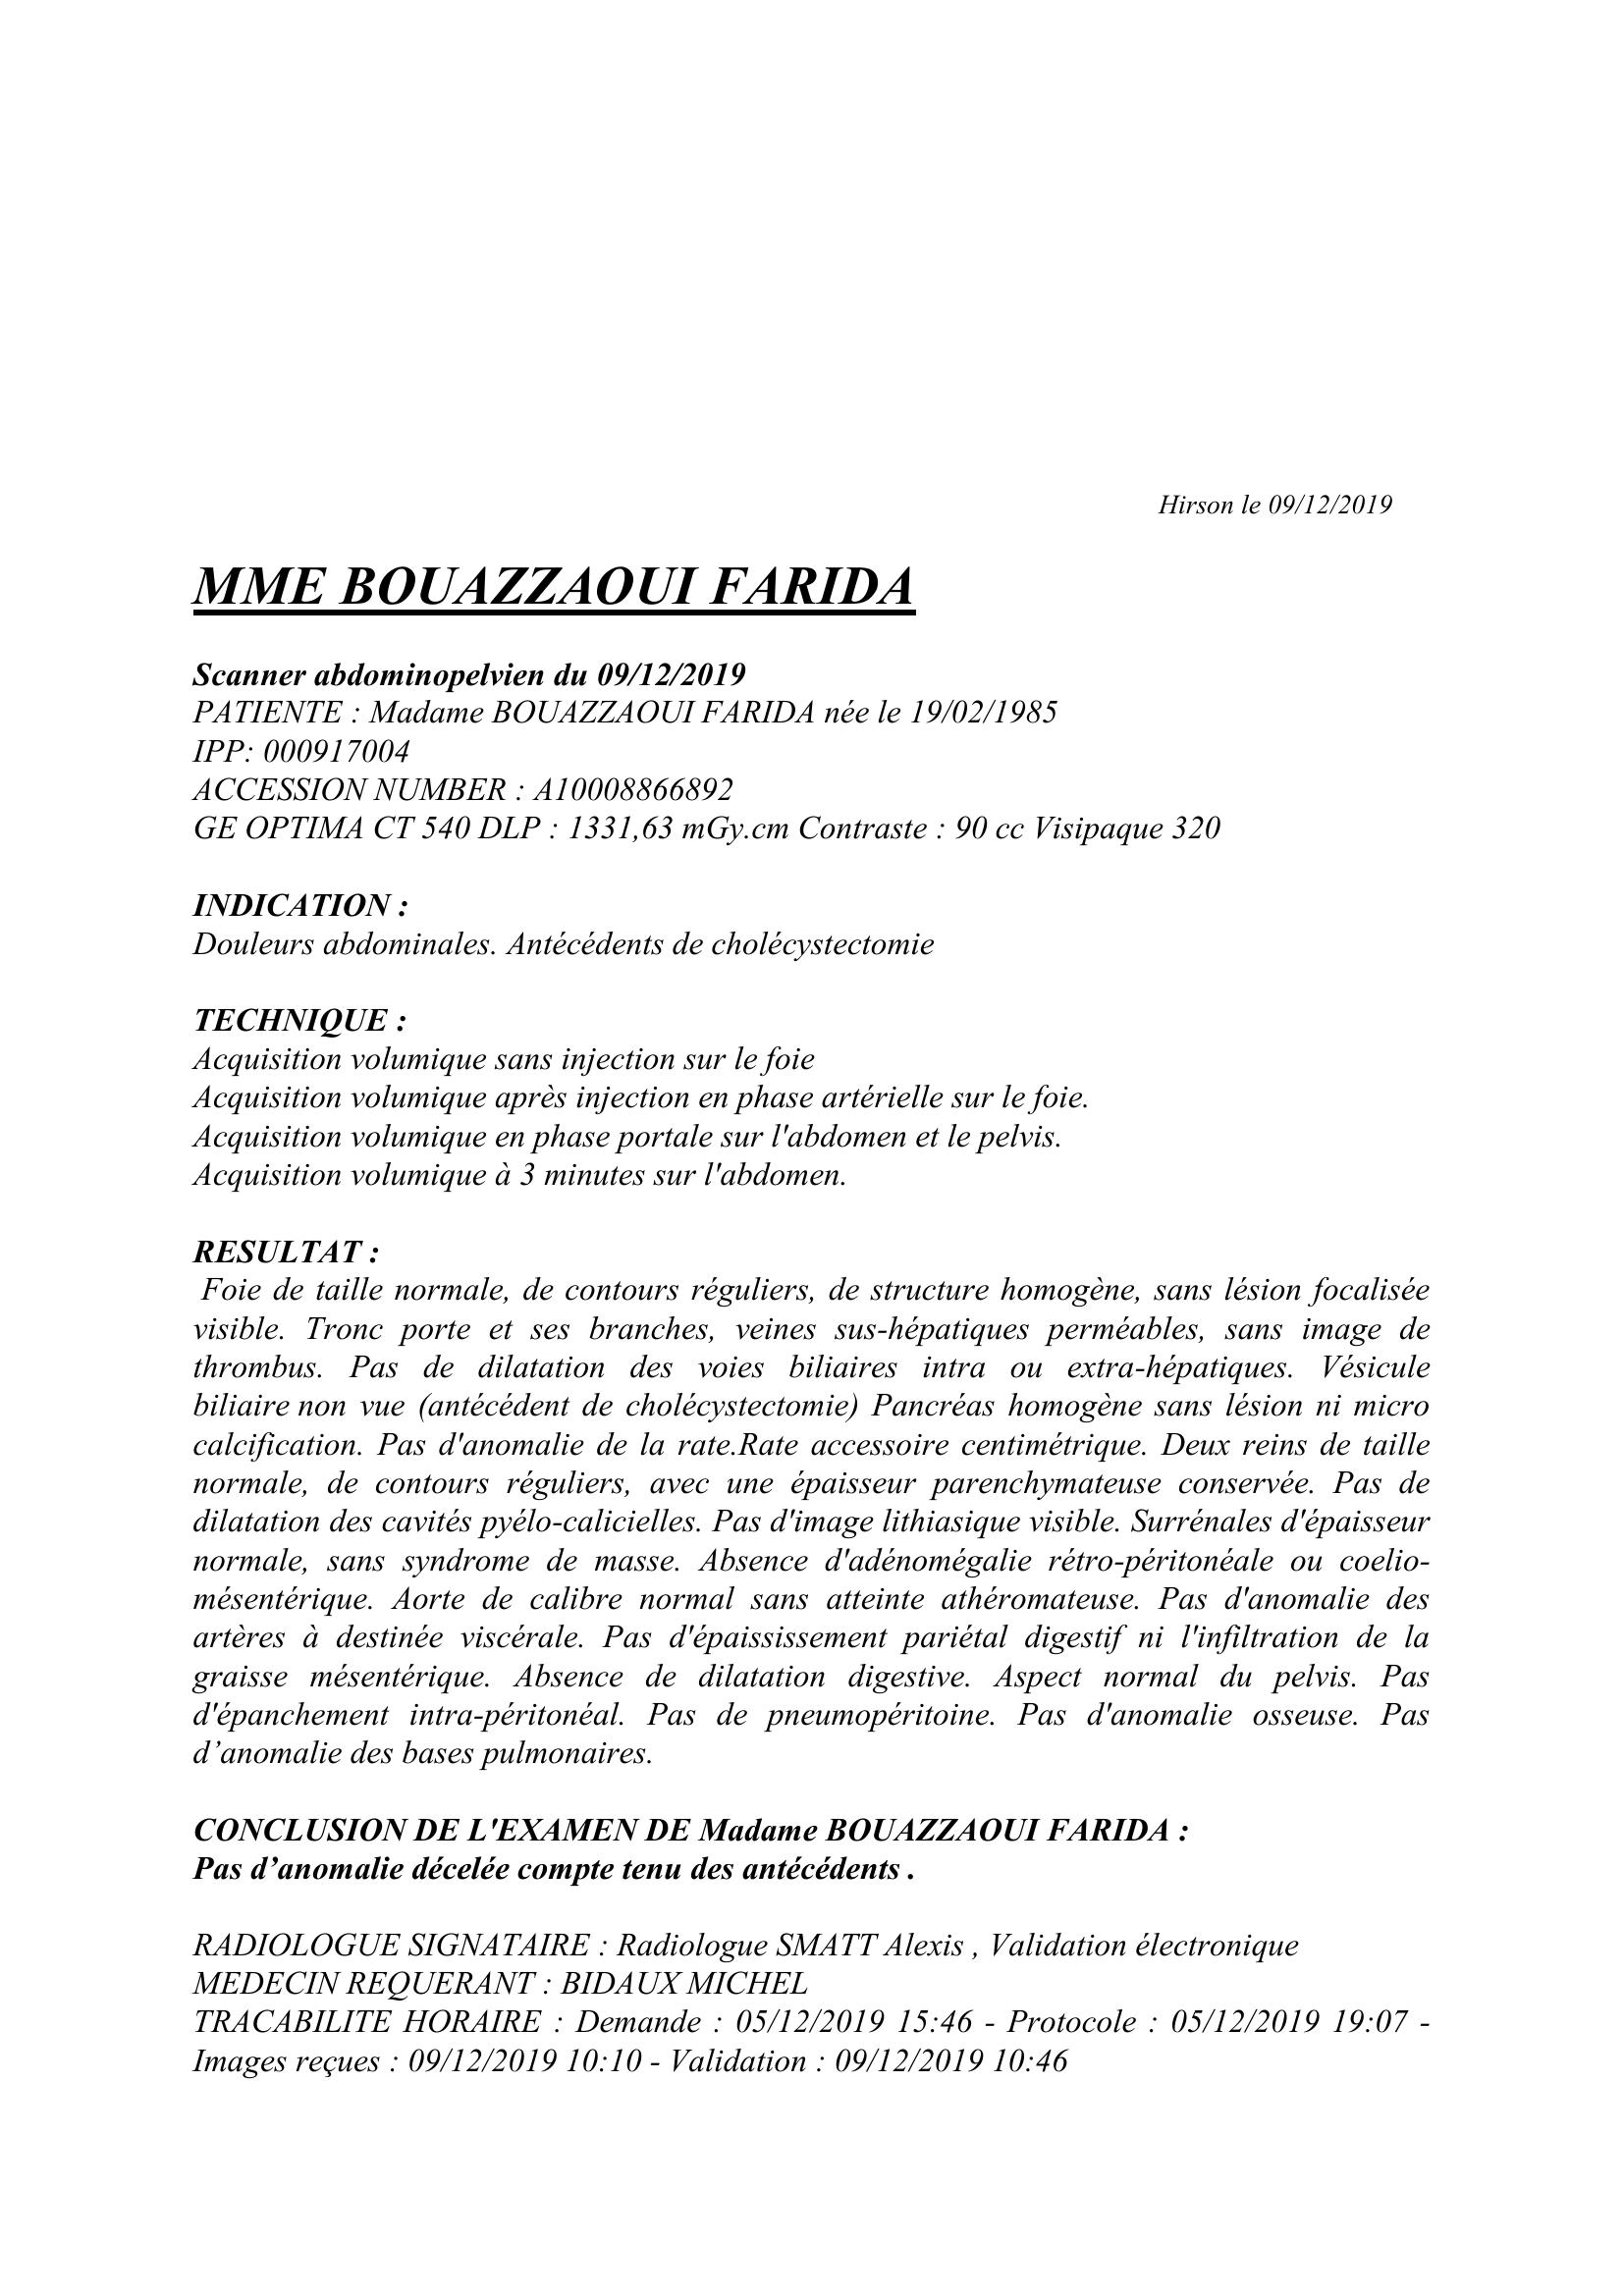 Hirson le 09/12/2019
MME BOUAZZAOUI FARIDA
Scanner abdominopelvien du 09/12/2019
PATIENTE : Madame BOUAZZAOUI FARIDA née le 19/02/1985
IPP: 000917004
ACCESSION NUMBER : A10008866892
GE OPTIMA CT 540 DLP : 1331,63 mGy.cm Contraste : 90 cc Visipaque 320
INDICATION :
Douleurs abdominales. Antécédents de cholécystectomie
TECHNIQUE :
Acquisition volumique sans injection sur le foie
Acquisition volumique après injection en phase artérielle sur le foie.
Acquisition volumique en phase portale sur l'abdomen et le pelvis.
Acquisition volumique à 3 minutes sur l'abdomen.
RESULTAT :
Foie de taille normale, de contours réguliers, de structure homogène, sans lésion focalisée
visible. Tronc porte et ses branches, veines sus-hépatiques perméables, sans image de
thrombus. Pas de dilatation des voies biliaires intra ou extra-hépatiques. Vésicule
biliaire non vue (antécédent de cholécystectomie) Pancréas homogène sans lésion ni micro
calcification. Pas d'anomalie de la rate.Rate accessoire centimétrique. Deux reins de taille
normale, de contours réguliers, avec une épaisseur parenchymateuse conservée. Pas de
dilatation des cavités pyélo-calicielles. Pas d'image lithiasique visible. Surrénales d'épaisseur
normale, sans syndrome de masse. Absence d'adénomégalie rétro-péritonéale ou coelio-
mésentérique. Aorte de calibre normal sans atteinte athéromateuse. Pas d'anomalie des
artères à destinée viscérale. Pas d'épaississement pariétal digestif ni l'infiltration de la
graisse mésentérique. Absence de dilatation digestive. Aspect normal du pelvis. Pas
d'épanchement intra-péritonéal. Pas de pneumopéritoine. Pas d'anomalie osseuse. Pas
d’anomalie des bases pulmonaires.
CONCLUSION DE L'EXAMEN DE Madame BOUAZZAOUI FARIDA :
Pas d’anomalie décelée compte tenu des antécédents .
RADIOLOGUE SIGNATAIRE : Radiologue SMATT Alexis , Validation électronique
MEDECIN REQUERANT : BIDAUX MICHEL
TRACABILITE HORAIRE : Demande : 05/12/2019 15:46 - Protocole : 05/12/2019 19:07 -
Images reçues : 09/12/2019 10:10 - Validation : 09/12/2019 10:46